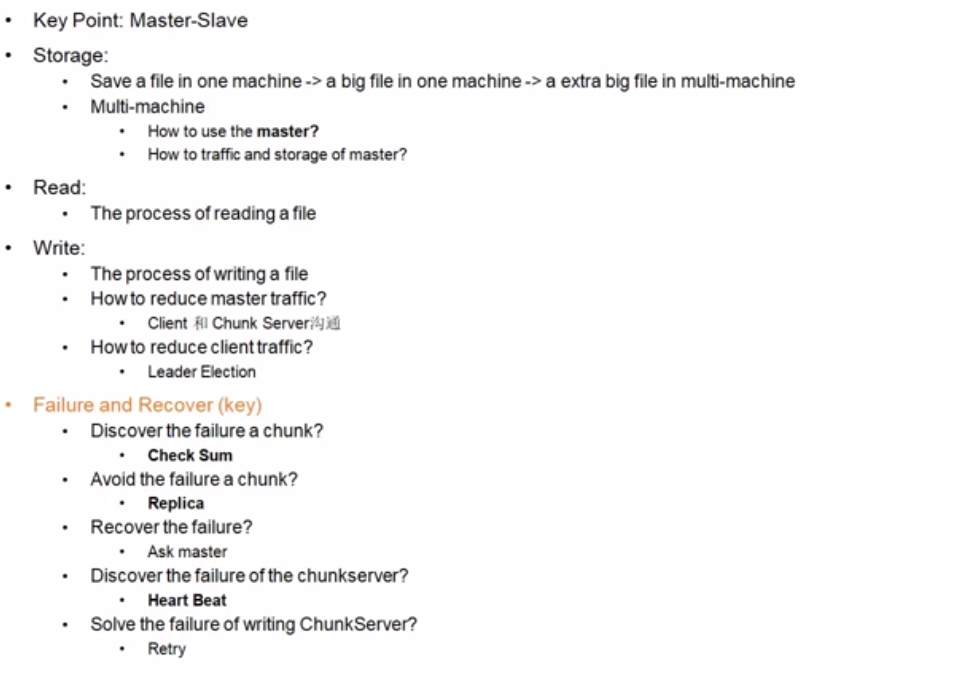 • Key Point: Master-Slave
• Storage:
• Save a file in one machine -> a big file in one machine -> a extra big file in multi-machine
• Multi-machine
• How to use the master?
• How to traffic and storage of master?
• Read:
• The process of reading a file
• Write:
• The process of writing a file
• How to reduce master traffic?
• Client 和 Chunk Server沟通
• How to reduce client traffic?
• Leader Election
• Failure and Recover (key)
• Discover the failure a chunk?
• Check Sum
• Avoid the failure a chunk?
• Replica
• Recover the failure?
• Ask master
• Discover the failure of the chunkserver?
• Heart Beat
• Solve the failure of writing ChunkServer?
• Retry